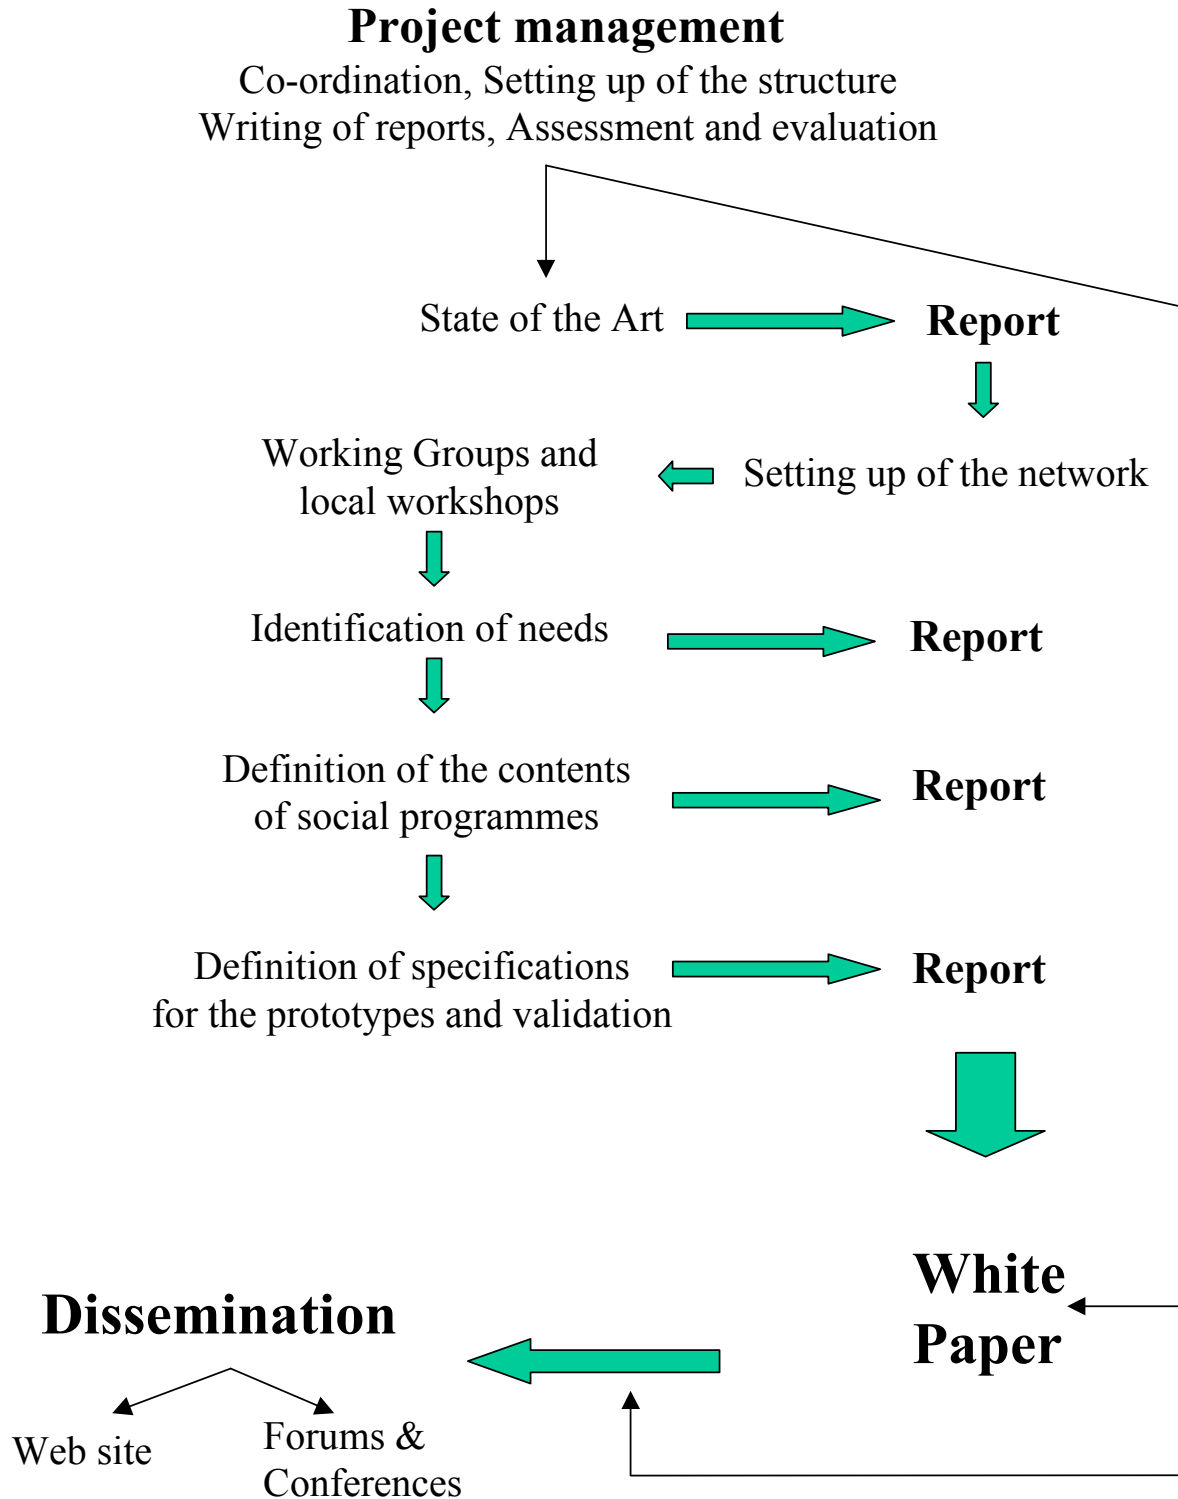 Project management
Co-ordination, Setting up of the structure
Writing of reports, Assessment and evaluation
State of the Art
Report
Working Groups and
local workshops
Setting up of the network
Identification of needs
Report
Definition of the contents
of social programmes
Report
Definition of specifications
for the prototypes and validation
Report
White
Paper
Dissemination
Web site
Forums &
Conferences